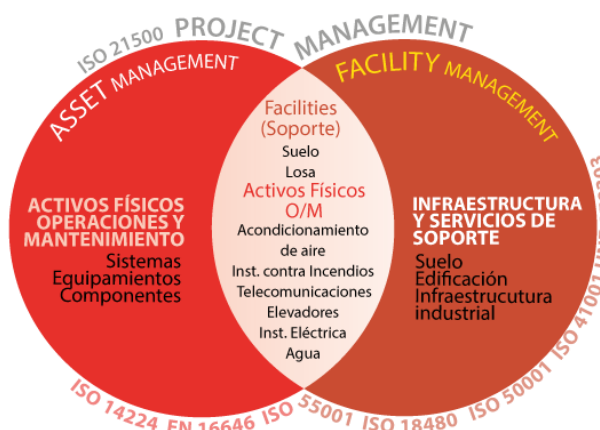 ISO 21500 PROJECT MANAGEMENT
ASSET MANAGEMENT
FACILITY MANAGEMENT
ACTIVOS FÍSICOS
OPERACIONES Y
MANTENIMIENTO
Sistemas
Equipamientos
Componentes
Facilities
(Soporte)
Suelo
Losa
Activos Físicos
O/M
Acondicionamiento
de aire
Inst. contra Incendios
Telecomunicaciones
Elevadores
Inst. Eléctrica
Agua
INFRAESTRUCTURA
Y SERVICIOS DE
SOPORTE
Suelo
Edificación
Infraestrucutura
industrial
ISO 14224 EN 16646 ISO 55001 ISO 18480 ISO 50001 ISO 41001